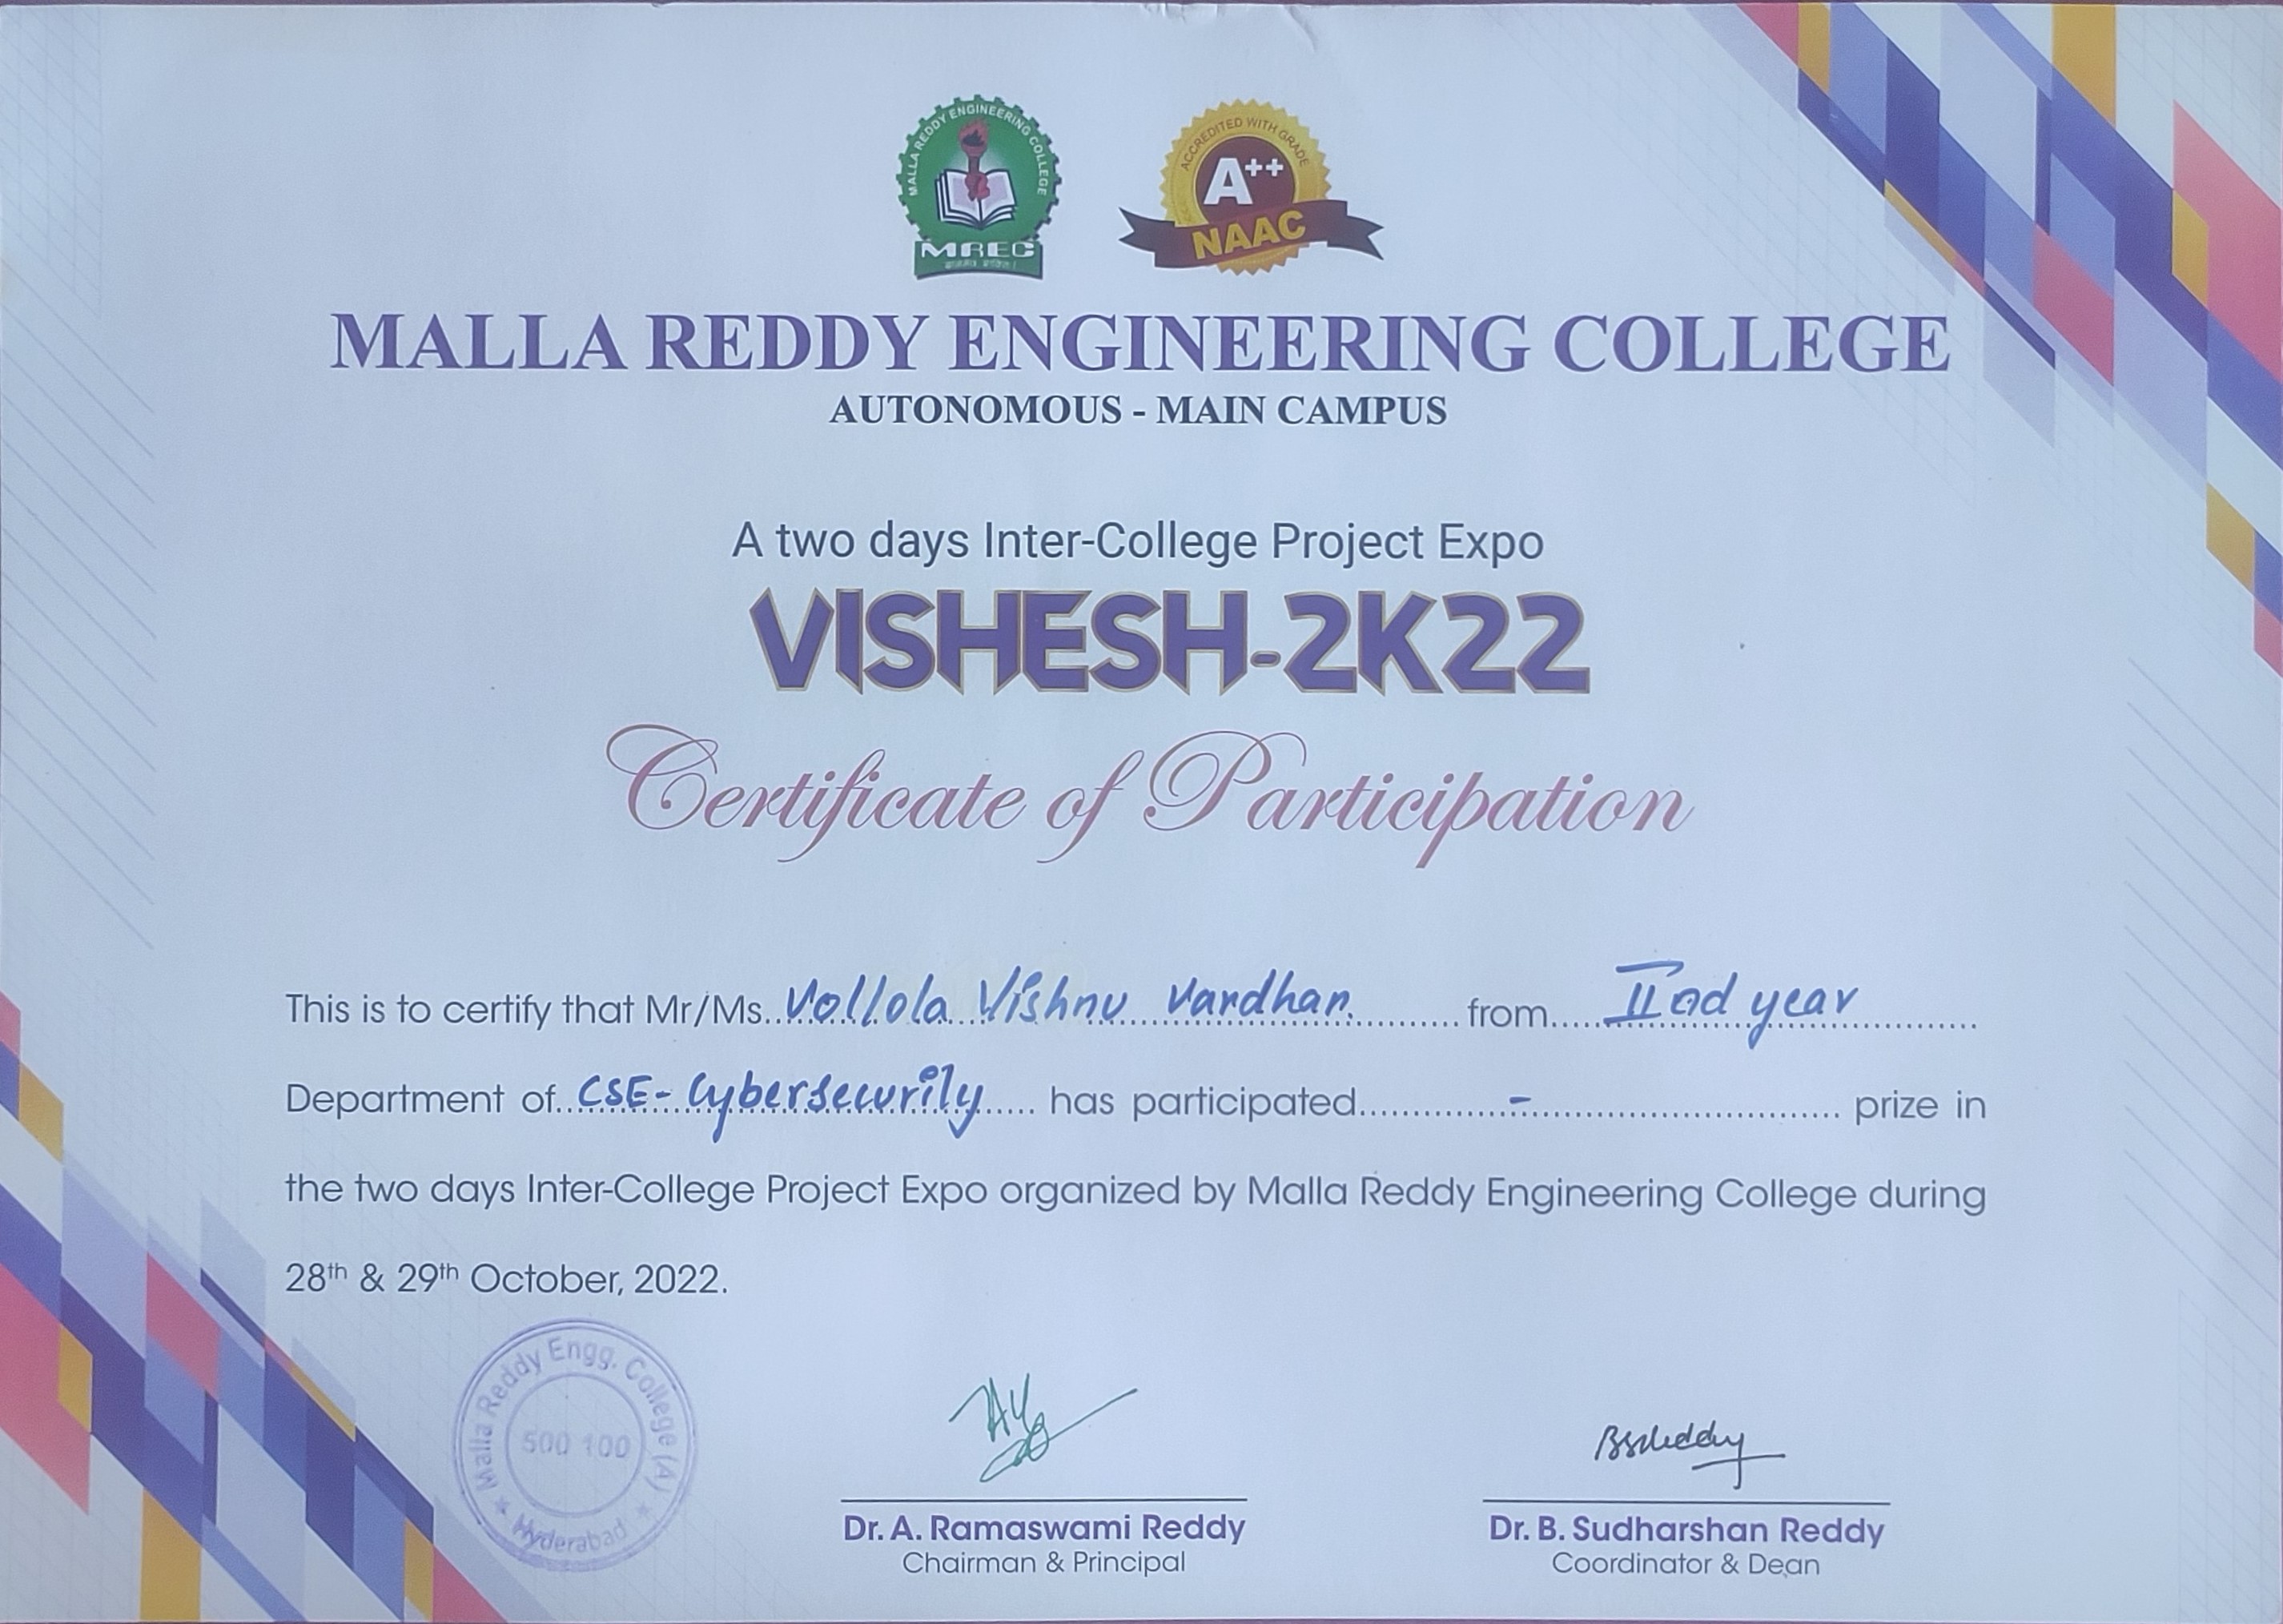 MALLA REDDY ENGINEERING COLLEGE
MREC
ACCREDITED WITH GRADE
A++
NAAC
MALLA REDDY ENGINEERING COLLEGE
AUTONOMOUS - MAIN CAMPUS
A two days Inter-College Project Expo
VISHESH-2K22
Certificate of Participation
This is to certify that Mr/Ms. Vollola Vishnu Vardhan. from IInd year
Department of CSE- Cybersecurity has participated - prize in
the two days Inter-College Project Expo organized by Malla Reddy Engineering College during
28th & 29th October, 2022.
Malla Reddy Engg. College (A)
500 100
Hyderabad
BSReddy
Dr. A. Ramaswami Reddy
Chairman & Principal
Dr. B. Sudharshan Reddy
Coordinator & Dean